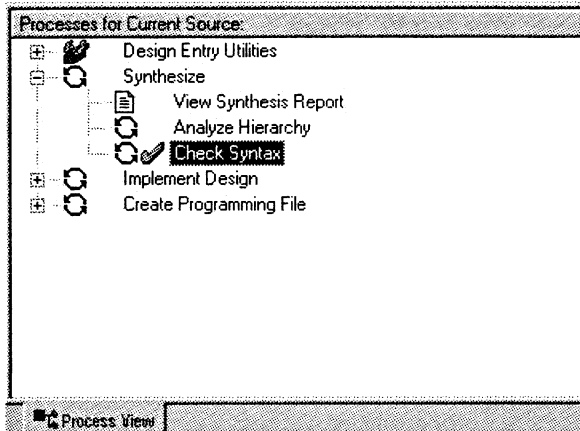 Processes for Current Source:
Design Entry Utilities
Synthesize
View Synthesis Report
Analyze Hierarchy
Check Syntax
Implement Design
Create Programming File
Process View